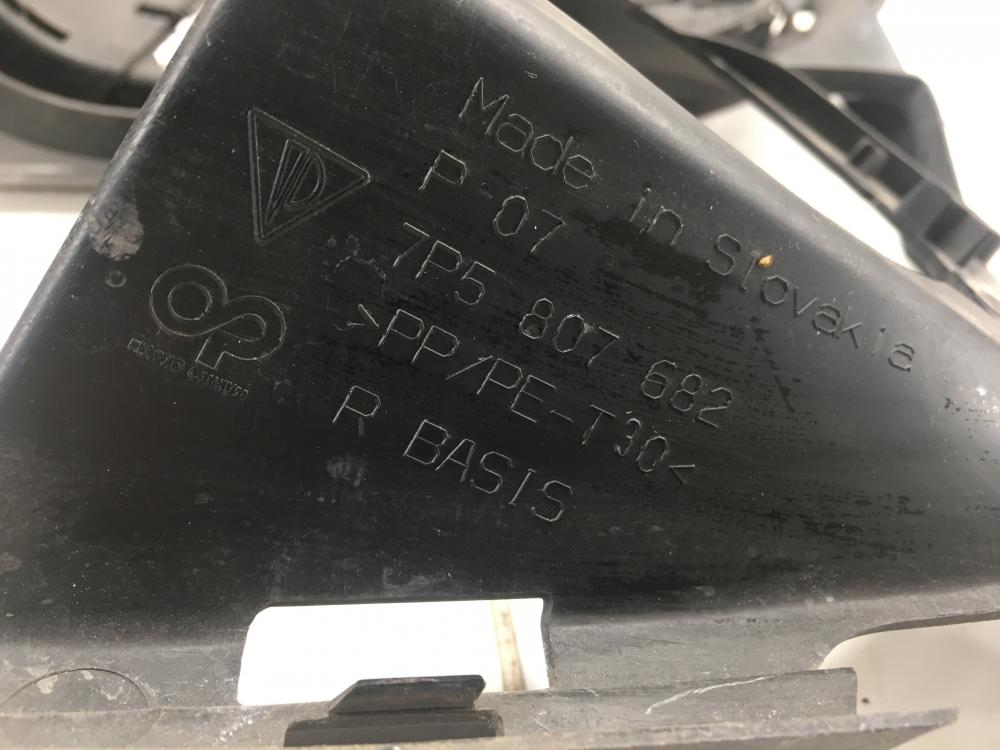 Made in Slovakia
P-07
7P5 807 682
>PP/PE-T30<
R BASIS